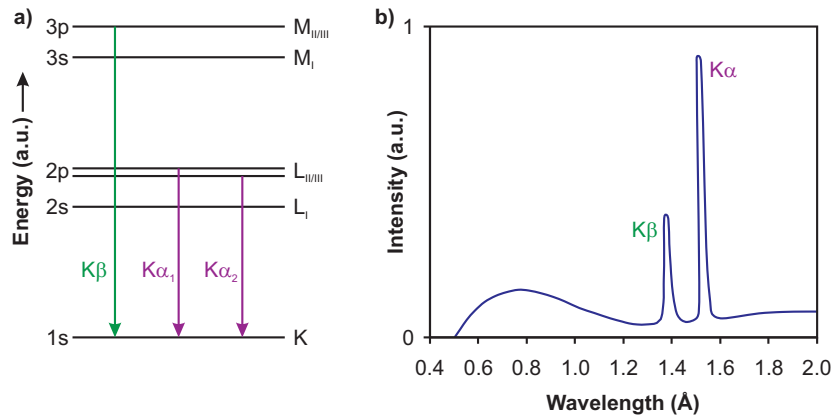 a)
3p M_II/III
3s M_I
2p L_II/III
2s L_I
Kβ Kα₁ Kα₂
1s K
Energy (a.u.)
b)
1
Kα
Kβ
0
Intensity (a.u.)
0.4 0.6 0.8 1.0 1.2 1.4 1.6 1.8 2.0
Wavelength (Å)